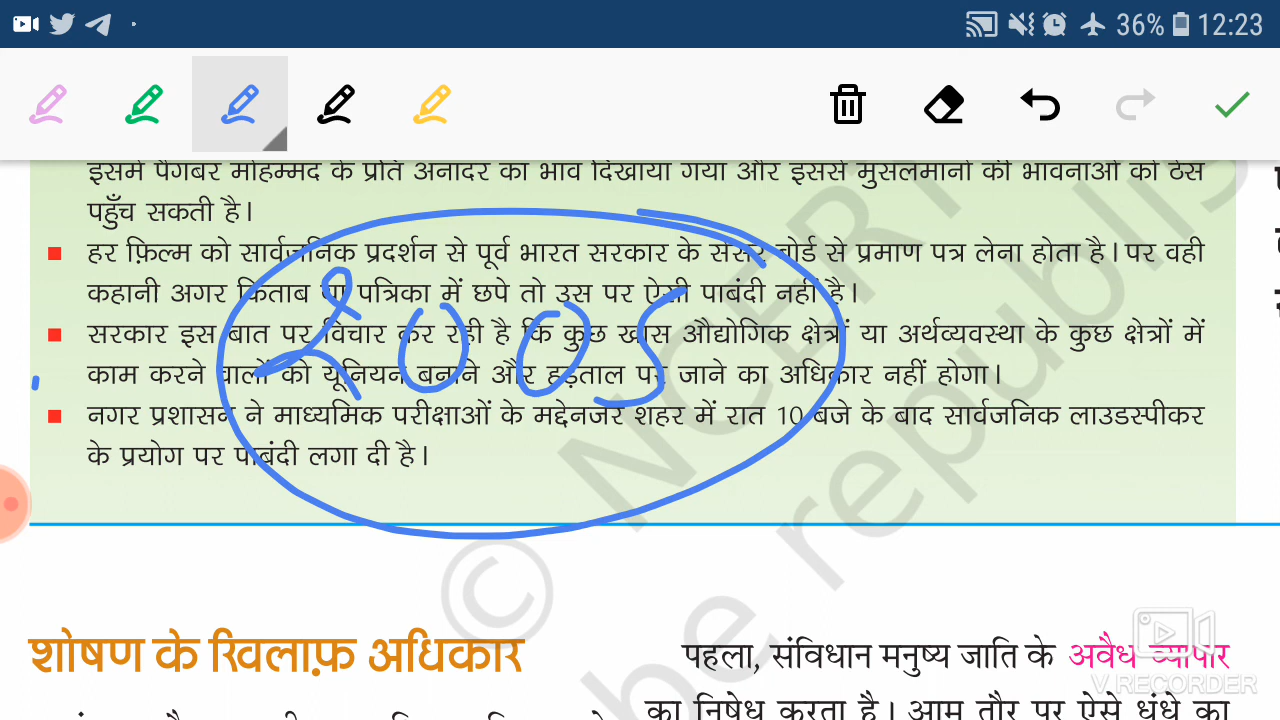 36% 12:23
इसमें पैगंबर मोहम्मद के प्रति अनादर का भाव दिखाया गया और इससे मुसलमानों की भावनाओं को ठेस
पहुँच सकती है।
हर फ़िल्म को सार्वजनिक प्रदर्शन से पूर्व भारत सरकार के सेंसर बोर्ड से प्रमाण पत्र लेना होता है। पर वही
कहानी अगर किताब या पत्रिका में छपे तो उस पर ऐसी पाबंदी नहीं है।
सरकार इस बात पर विचार कर रही है कि कुछ खास औद्योगिक क्षेत्रों या अर्थव्यवस्था के कुछ क्षेत्रों में
काम करने वालों को यूनियन बनाने और हड़ताल पर जाने का अधिकार नहीं होगा।
नगर प्रशासन ने माध्यमिक परीक्षाओं के मद्देनजर शहर में रात 10 बजे के बाद सार्वजनिक लाउडस्पीकर
के प्रयोग पर पाबंदी लगा दी है।
2005
© NCERT
be republis
शोषण के खिलाफ़ अधिकार
पहला, संविधान मनुष्य जाति के अवैध व्यापार
का निषेध करता है। आम तौर पर ऐसे धंधे का
V RECORDER